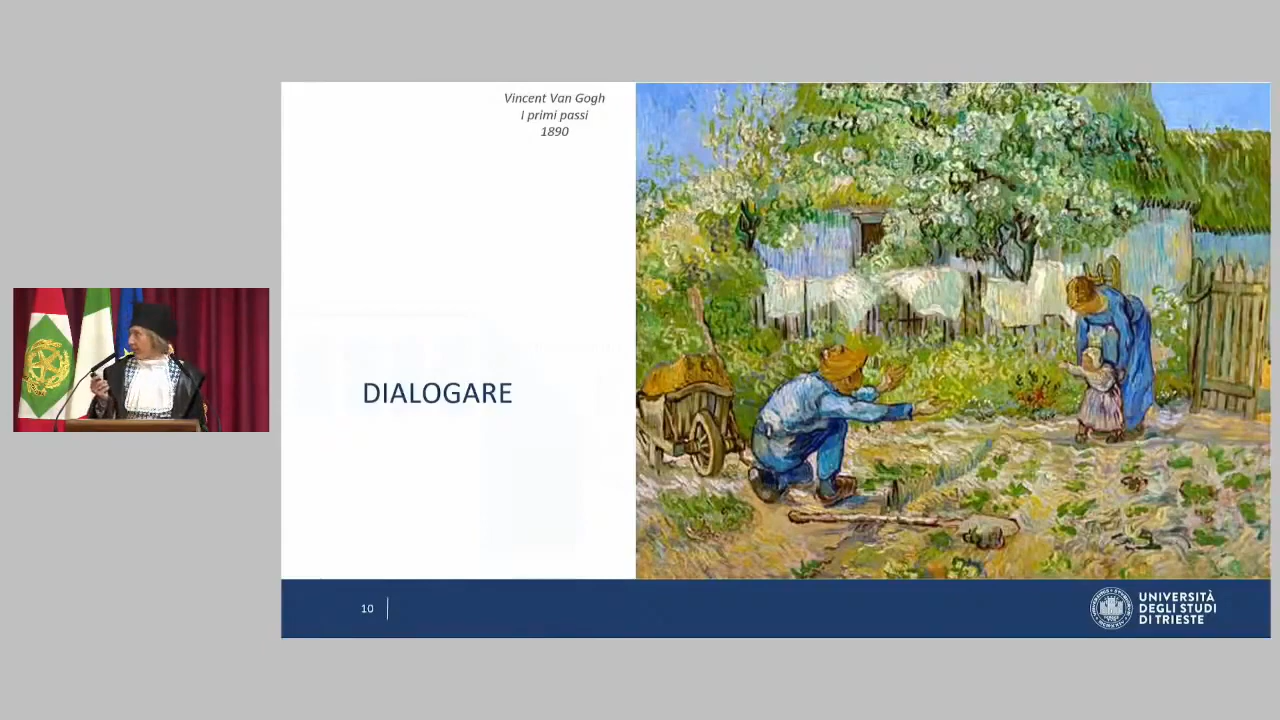 Vincent Van Gogh
I primi passi
1890
DIALOGARE
10
UNIVERSITÀ
DEGLI STUDI
DI TRIESTE